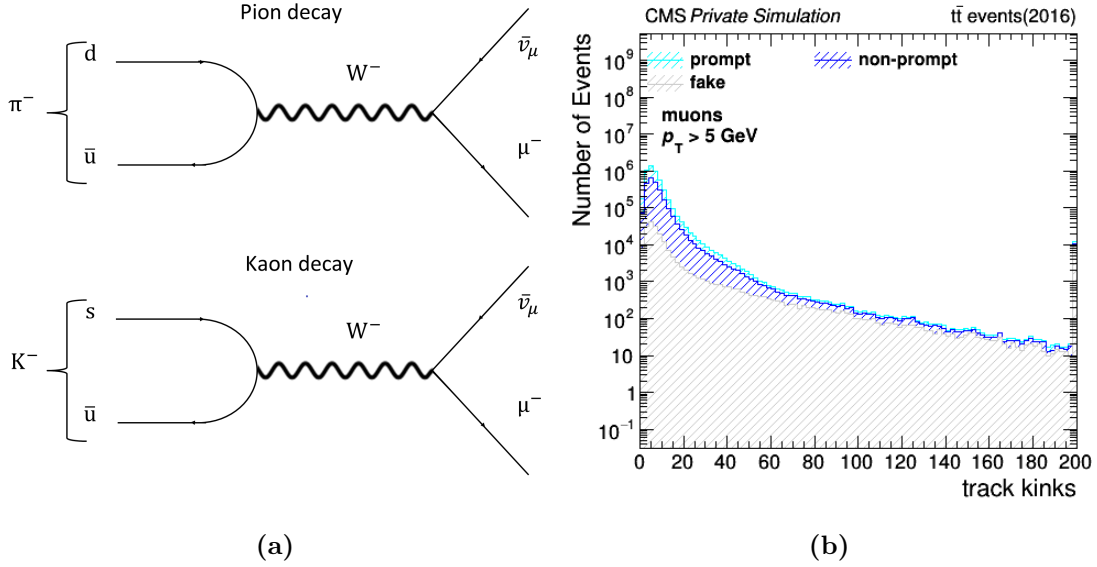 Pion decay
d
ν̄μ
W⁻
π⁻
μ⁻
ū
Kaon decay
s
ν̄μ
W⁻
K⁻
μ⁻
ū
(a)
CMS Private Simulation
tt̄ events(2016)
prompt
non-prompt
fake
muons
pT > 5 GeV
Number of Events
10⁹
10⁸
10⁷
10⁶
10⁵
10⁴
10³
10²
10
1
10⁻¹
0 20 40 60 80 100 120 140 160 180 200
track kinks
(b)